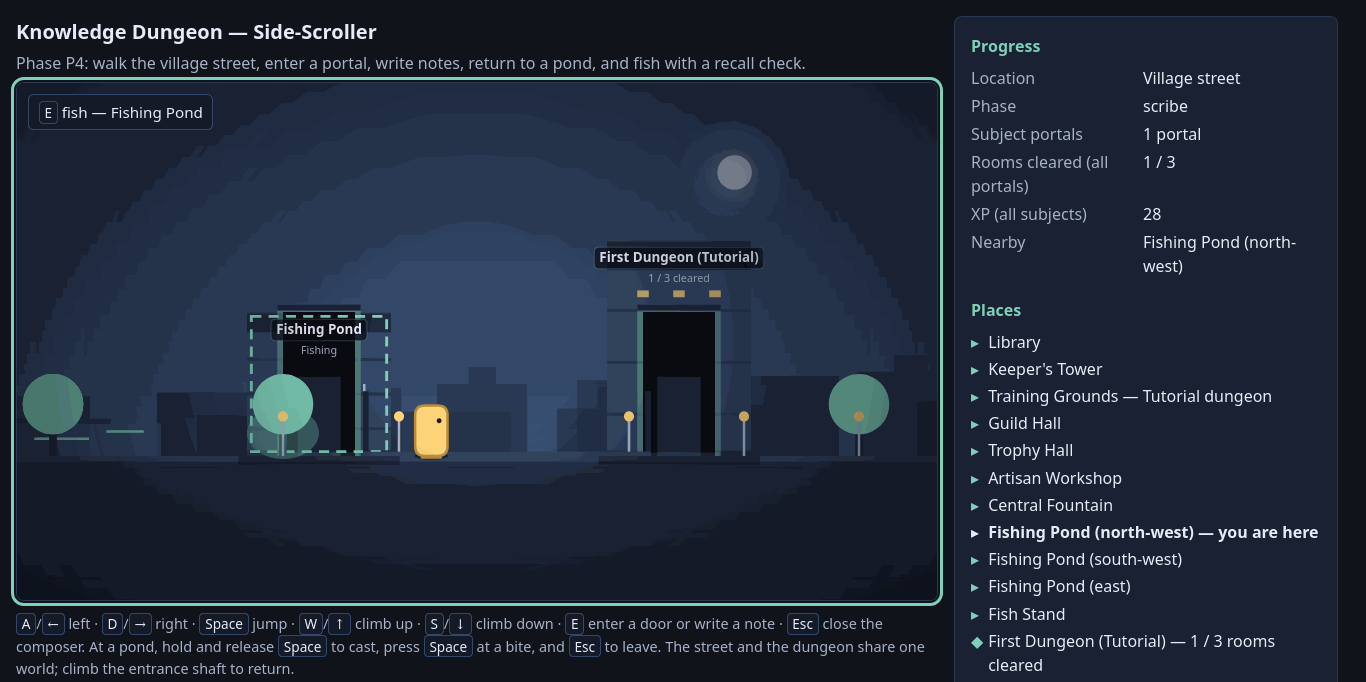 Knowledge Dungeon — Side-Scroller
Phase P4: walk the village street, enter a portal, write notes, return to a pond, and fish with a recall check.
E fish — Fishing Pond
First Dungeon (Tutorial)
1 / 3 cleared
Fishing Pond
Fishing
A/← left · D/→ right · Space jump · W/↑ climb up · S/↓ climb down · E enter a door or write a note · Esc close the
composer. At a pond, hold and release Space to cast, press Space at a bite, and Esc to leave. The street and the dungeon share one
world; climb the entrance shaft to return.
Progress
Location Village street
Phase scribe
Subject portals 1 portal
Rooms cleared (all portals) 1 / 3
XP (all subjects) 28
Nearby Fishing Pond (north-west)
Places
▸ Library
▸ Keeper's Tower
▸ Training Grounds — Tutorial dungeon
▸ Guild Hall
▸ Trophy Hall
▸ Artisan Workshop
▸ Central Fountain
▸ Fishing Pond (north-west) — you are here
▸ Fishing Pond (south-west)
▸ Fishing Pond (east)
▸ Fish Stand
◆ First Dungeon (Tutorial) — 1 / 3 rooms
cleared